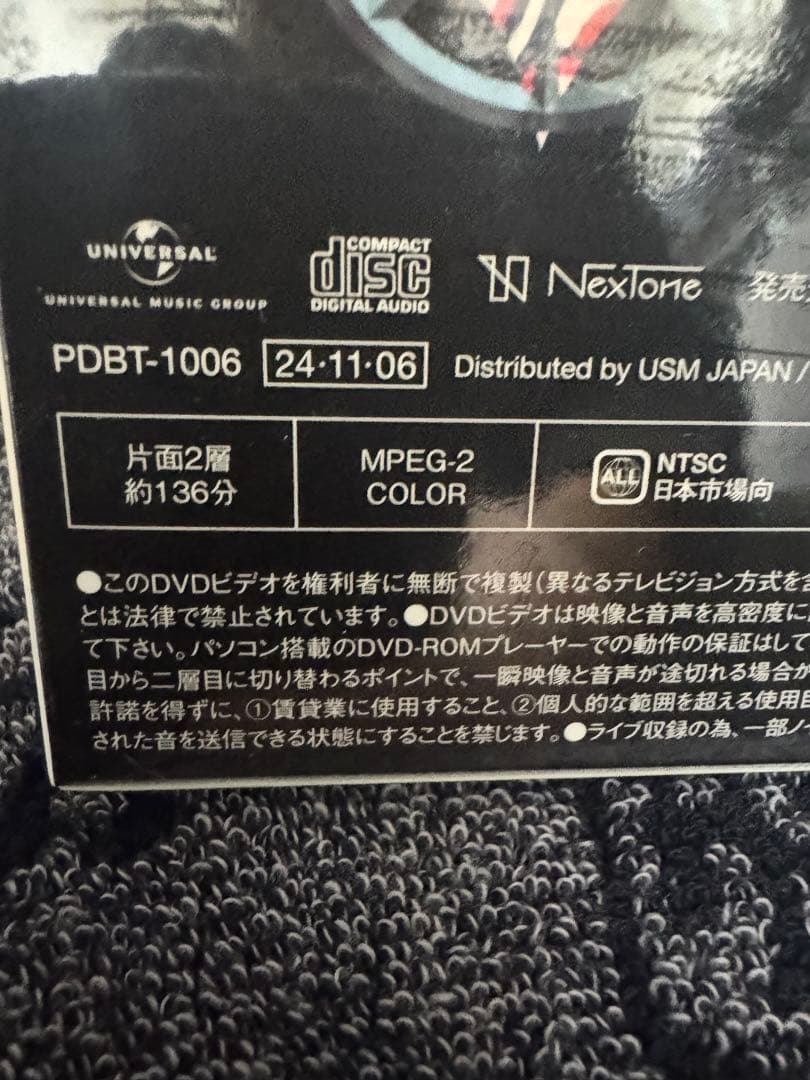 UNIVERSAL
UNIVERSAL MUSIC GROUP
COMPACT
disc
DIGITAL AUDIO
NexTone
発売
PDBT-1006 24・11・06 Distributed by USM JAPAN /
片面2層
約136分
MPEG-2
COLOR
ALL
NTSC
日本市場向
●このDVDビデオを権利者に無断で複製(異なるテレビジョン方式を含
とは法律で禁止されています。●DVDビデオは映像と音声を高密度に
て下さい。パソコン搭載のDVD-ROMプレーヤーでの動作の保証はして
目から二層目に切り替わるポイントで、一瞬映像と音声が途切れる場合が
許諾を得ずに、①賃貸業に使用すること、②個人的な範囲を超える使用目
された音を送信できる状態にすることを禁じます。●ライブ収録の為、一部ノイ